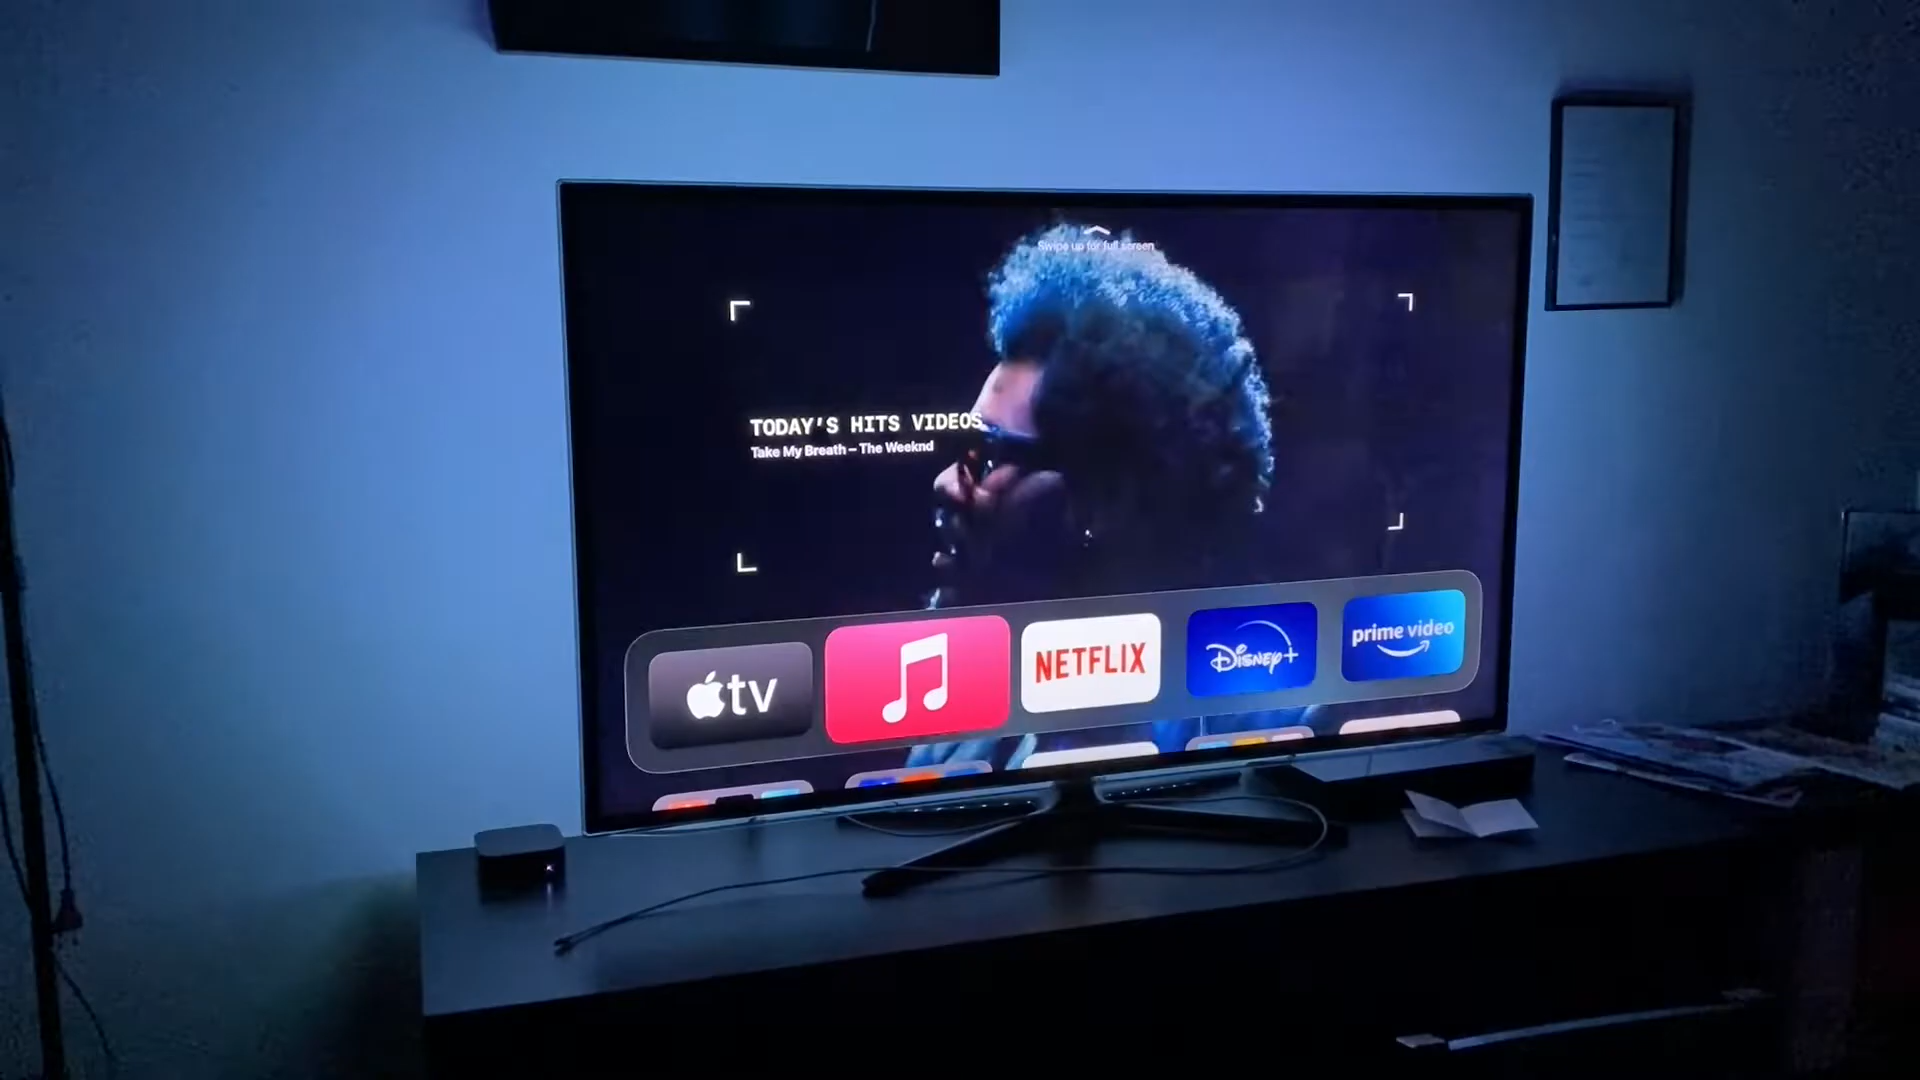 Swipe up for full screen
TODAY'S HITS VIDEOS
Take My Breath – The Weeknd
tv
NETFLIX
Disney+
prime video